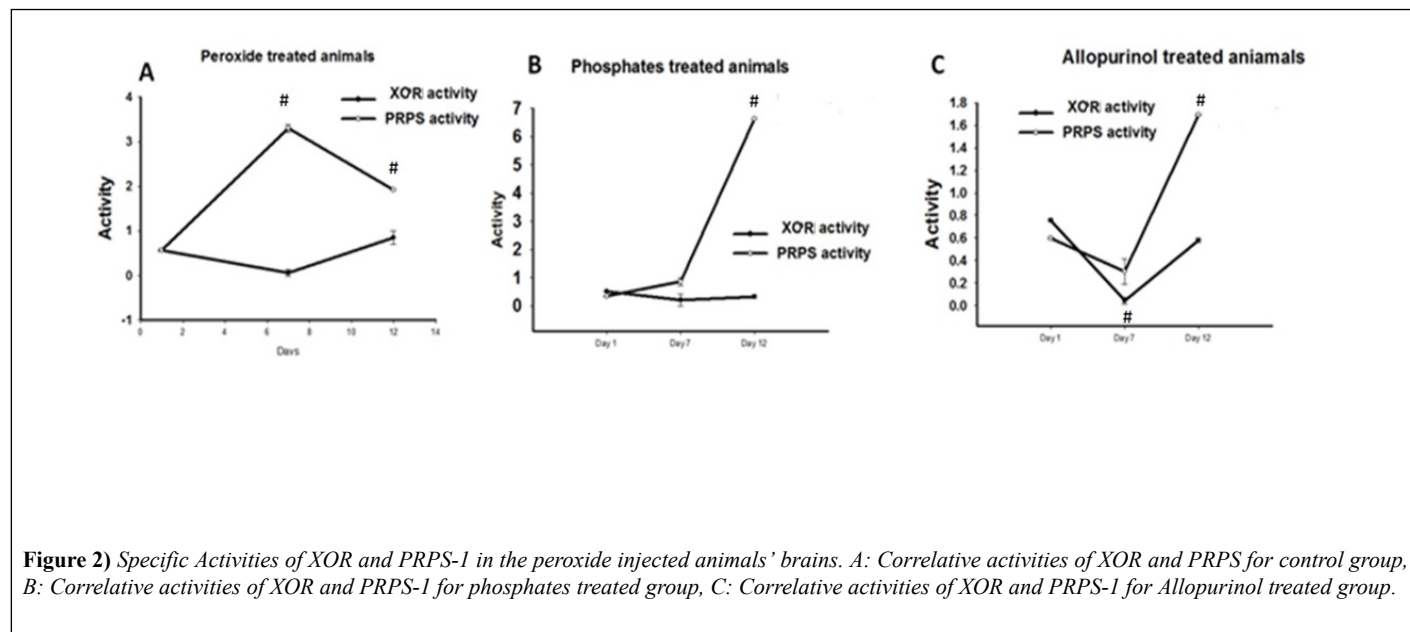 A
Peroxide treated animals
#
XOR activity
PRPS activity
#
4
3
2
1
0
-1
Activity
0 2 4 6 8 10 12 14
Days
B
Phosphates treated animals
#
7
6
5
4
3
2
1
0
Activity
XOR activity
PRPS activity
Day 1 Day 7 Day 12
C
Allopurinol treated aniamals
#
1.8
1.6
1.4
1.2
1.0
0.8
0.6
0.4
0.2
0.0
Activity
XOR activity
PRPS activity
#
Day 1 Day 7 Day 12
Figure 2) Specific Activities of XOR and PRPS-1 in the peroxide injected animals’ brains. A: Correlative activities of XOR and PRPS for control group,
B: Correlative activities of XOR and PRPS-1 for phosphates treated group, C: Correlative activities of XOR and PRPS-1 for Allopurinol treated group.